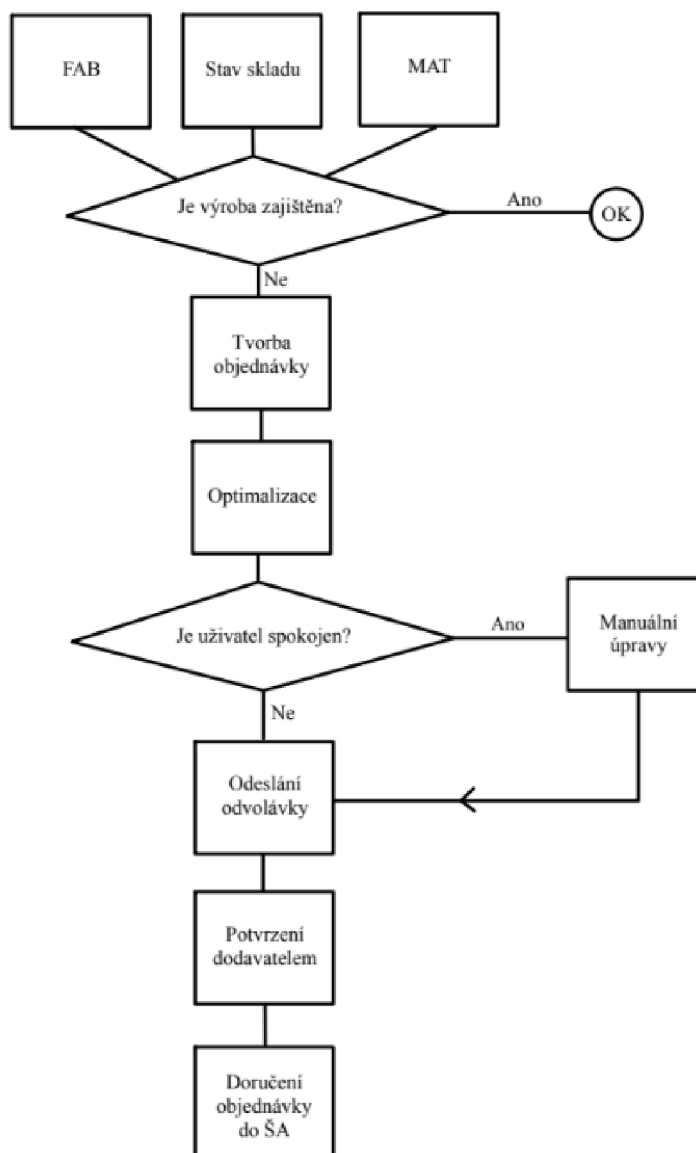 FAB
Stav skladu
MAT
Je výroba zajištěna?
Ano
OK
Ne
Tvorba
objednávky
Optimalizace
Je uživatel spokojen?
Ano
Manuální
úpravy
Ne
Odeslání
odvolávky
Potvrzení
dodavatelem
Doručení
objednávky
do ŠA